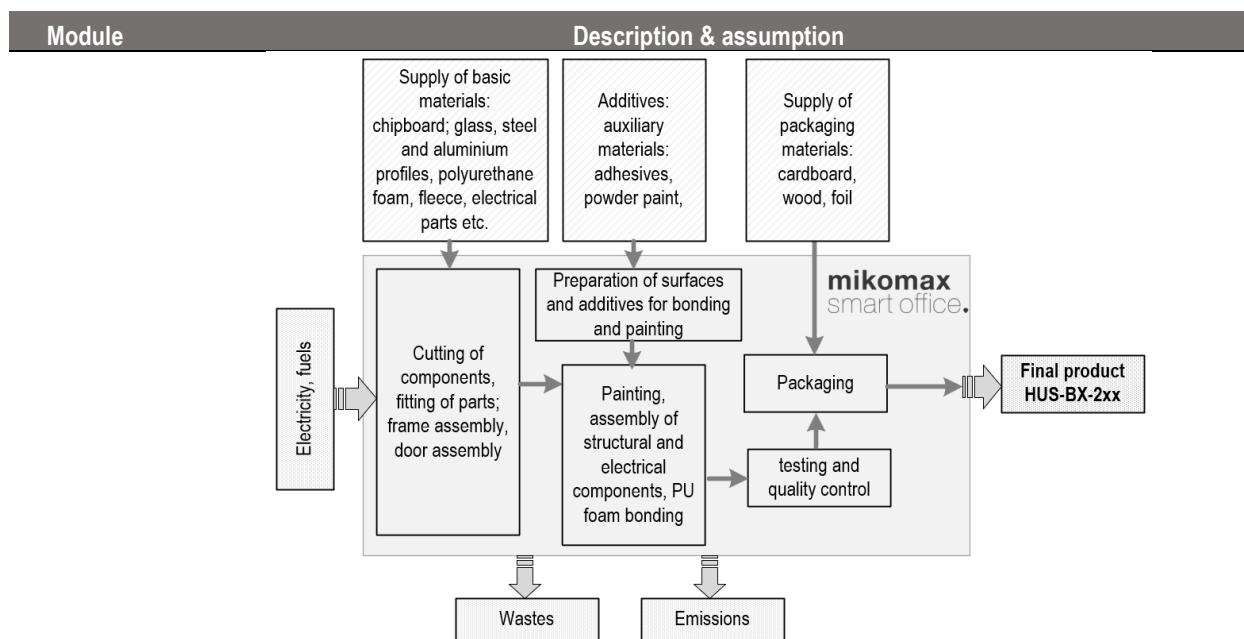 Module
Description & assumption
Supply of basic
materials:
chipboard; glass, steel
and aluminium
profiles, polyurethane
foam, fleece, electrical
parts etc.
Additives:
auxiliary
materials:
adhesives,
powder paint,
Supply of
packaging
materials:
cardboard,
wood, foil
mikomax
smart office.
Preparation of surfaces
and additives for bonding
and painting
Electricity, fuels
Cutting of
components,
fitting of parts;
frame assembly,
door assembly
Painting,
assembly of
structural and
electrical
components, PU
foam bonding
Packaging
testing and
quality control
Final product
HUS-BX-2xx
Wastes
Emissions